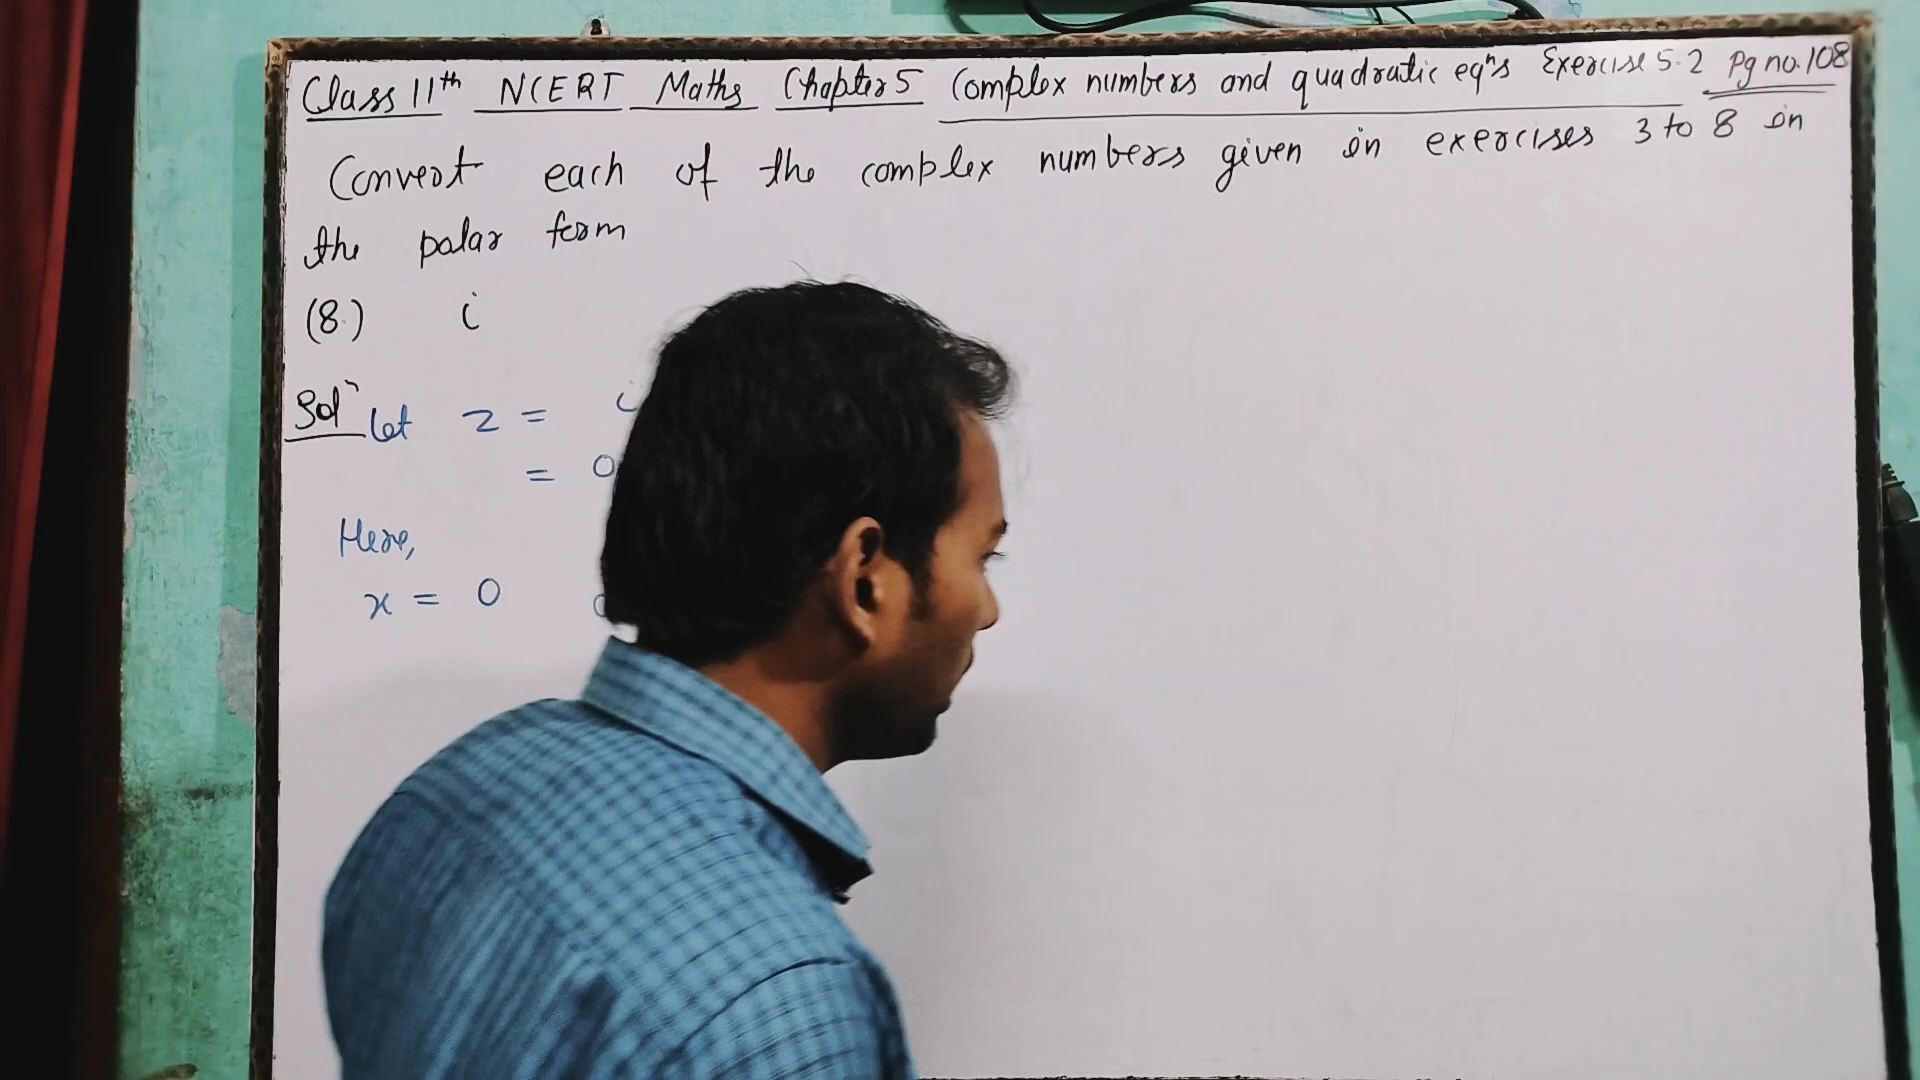 Class 11th NCERT Maths Chapter 5 Complex numbers and quadratic eqns Exercise 5.2 Pg no. 108
Convert each of the complex numbers given in exercises 3 to 8 in
the polar form
(8.) i
Soln let z = i
= 0
Here,
x = 0